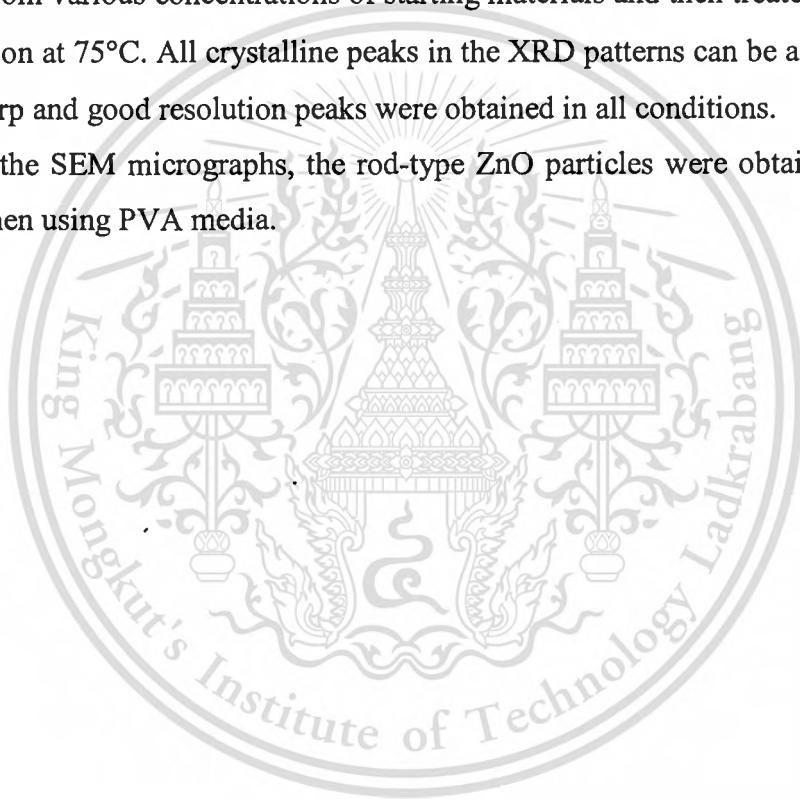 om various concentrations of starting materials and then treated
on at 75°C. All crystalline peaks in the XRD patterns can be a
rp and good resolution peaks were obtained in all conditions.
the SEM micrographs, the rod-type ZnO particles were obtai
nen using PVA media.
King Mongkut's Institute of Technology Ladkrabang